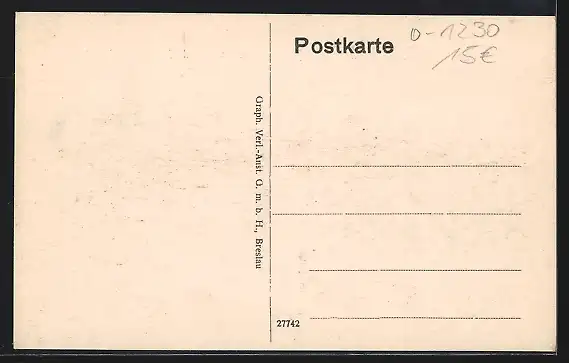 Postkarte
0-1230
15€
Graph. Verl.-Anst. G. m. b. H., Breslau
27742